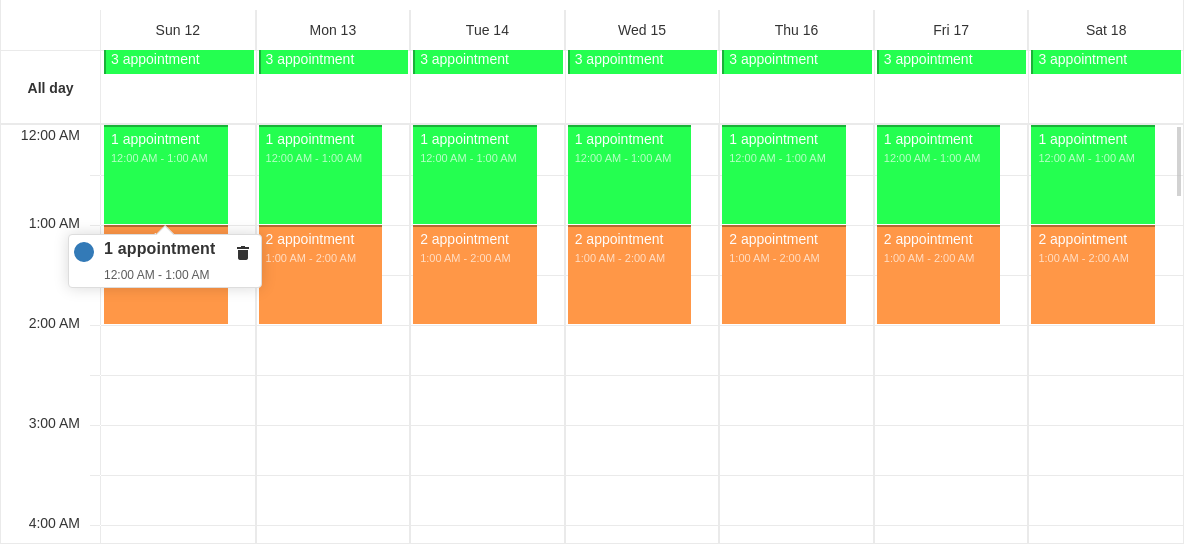 Sun 12 Mon 13 Tue 14 Wed 15 Thu 16 Fri 17 Sat 18
3 appointment 3 appointment 3 appointment 3 appointment 3 appointment 3 appointment 3 appointment
All day
12:00 AM 1 appointment 1 appointment 1 appointment 1 appointment 1 appointment 1 appointment 1 appointment
12:00 AM - 1:00 AM 12:00 AM - 1:00 AM 12:00 AM - 1:00 AM 12:00 AM - 1:00 AM 12:00 AM - 1:00 AM 12:00 AM - 1:00 AM 12:00 AM - 1:00 AM
1:00 AM
1 appointment 2 appointment 2 appointment 2 appointment 2 appointment 2 appointment 2 appointment
12:00 AM - 1:00 AM 1:00 AM - 2:00 AM 1:00 AM - 2:00 AM 1:00 AM - 2:00 AM 1:00 AM - 2:00 AM 1:00 AM - 2:00 AM 1:00 AM - 2:00 AM
2:00 AM
3:00 AM
4:00 AM